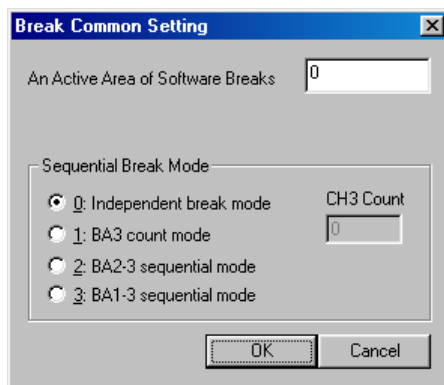 Break Common Setting
An Active Area of Software Breaks 0
Sequential Break Mode
0: Independent break mode CH3 Count
1: BA3 count mode 0
2: BA2-3 sequential mode
3: BA1-3 sequential mode
OK Cancel